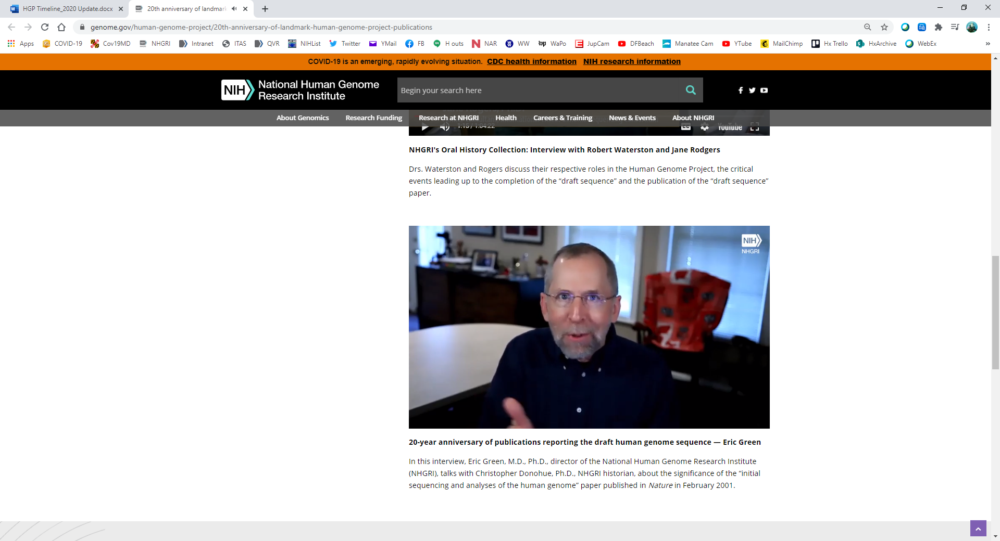 HGP Timeline_2020 Update.docx
20th anniversary of landmar
genome.gov/human-genome-project/20th-anniversary-of-landmark-human-genome-project-publications
Apps COVID-19 Cov19MD NHGRI Intranet ITAS QVR NIHList Twitter YMail FB H outs NAR WW WaPo JupCam DFBeach Manatee Cam YTube MailChimp Hx Trello HxArchive WebEx »
COVID-19 is an emerging, rapidly evolving situation. CDC health information NIH research information
NIH National Human Genome
Research Institute
Begin your search here
About Genomics Research Funding Research at NHGRI Health Careers & Training News & Events About NHGRI
1:15 / 1:04:22 CC YouTube
NHGRI's Oral History Collection: Interview with Robert Waterston and Jane Rodgers
Drs. Waterston and Rogers discuss their respective roles in the Human Genome Project, the critical
events leading up to the completion of the “draft sequence” and the publication of the “draft sequence”
paper.
NIH
NHGRI
20-year anniversary of publications reporting the draft human genome sequence — Eric Green
In this interview, Eric Green, M.D., Ph.D., director of the National Human Genome Research Institute
(NHGRI), talks with Christopher Donohue, Ph.D., NHGRI historian, about the significance of the “initial
sequencing and analyses of the human genome” paper published in Nature in February 2001.